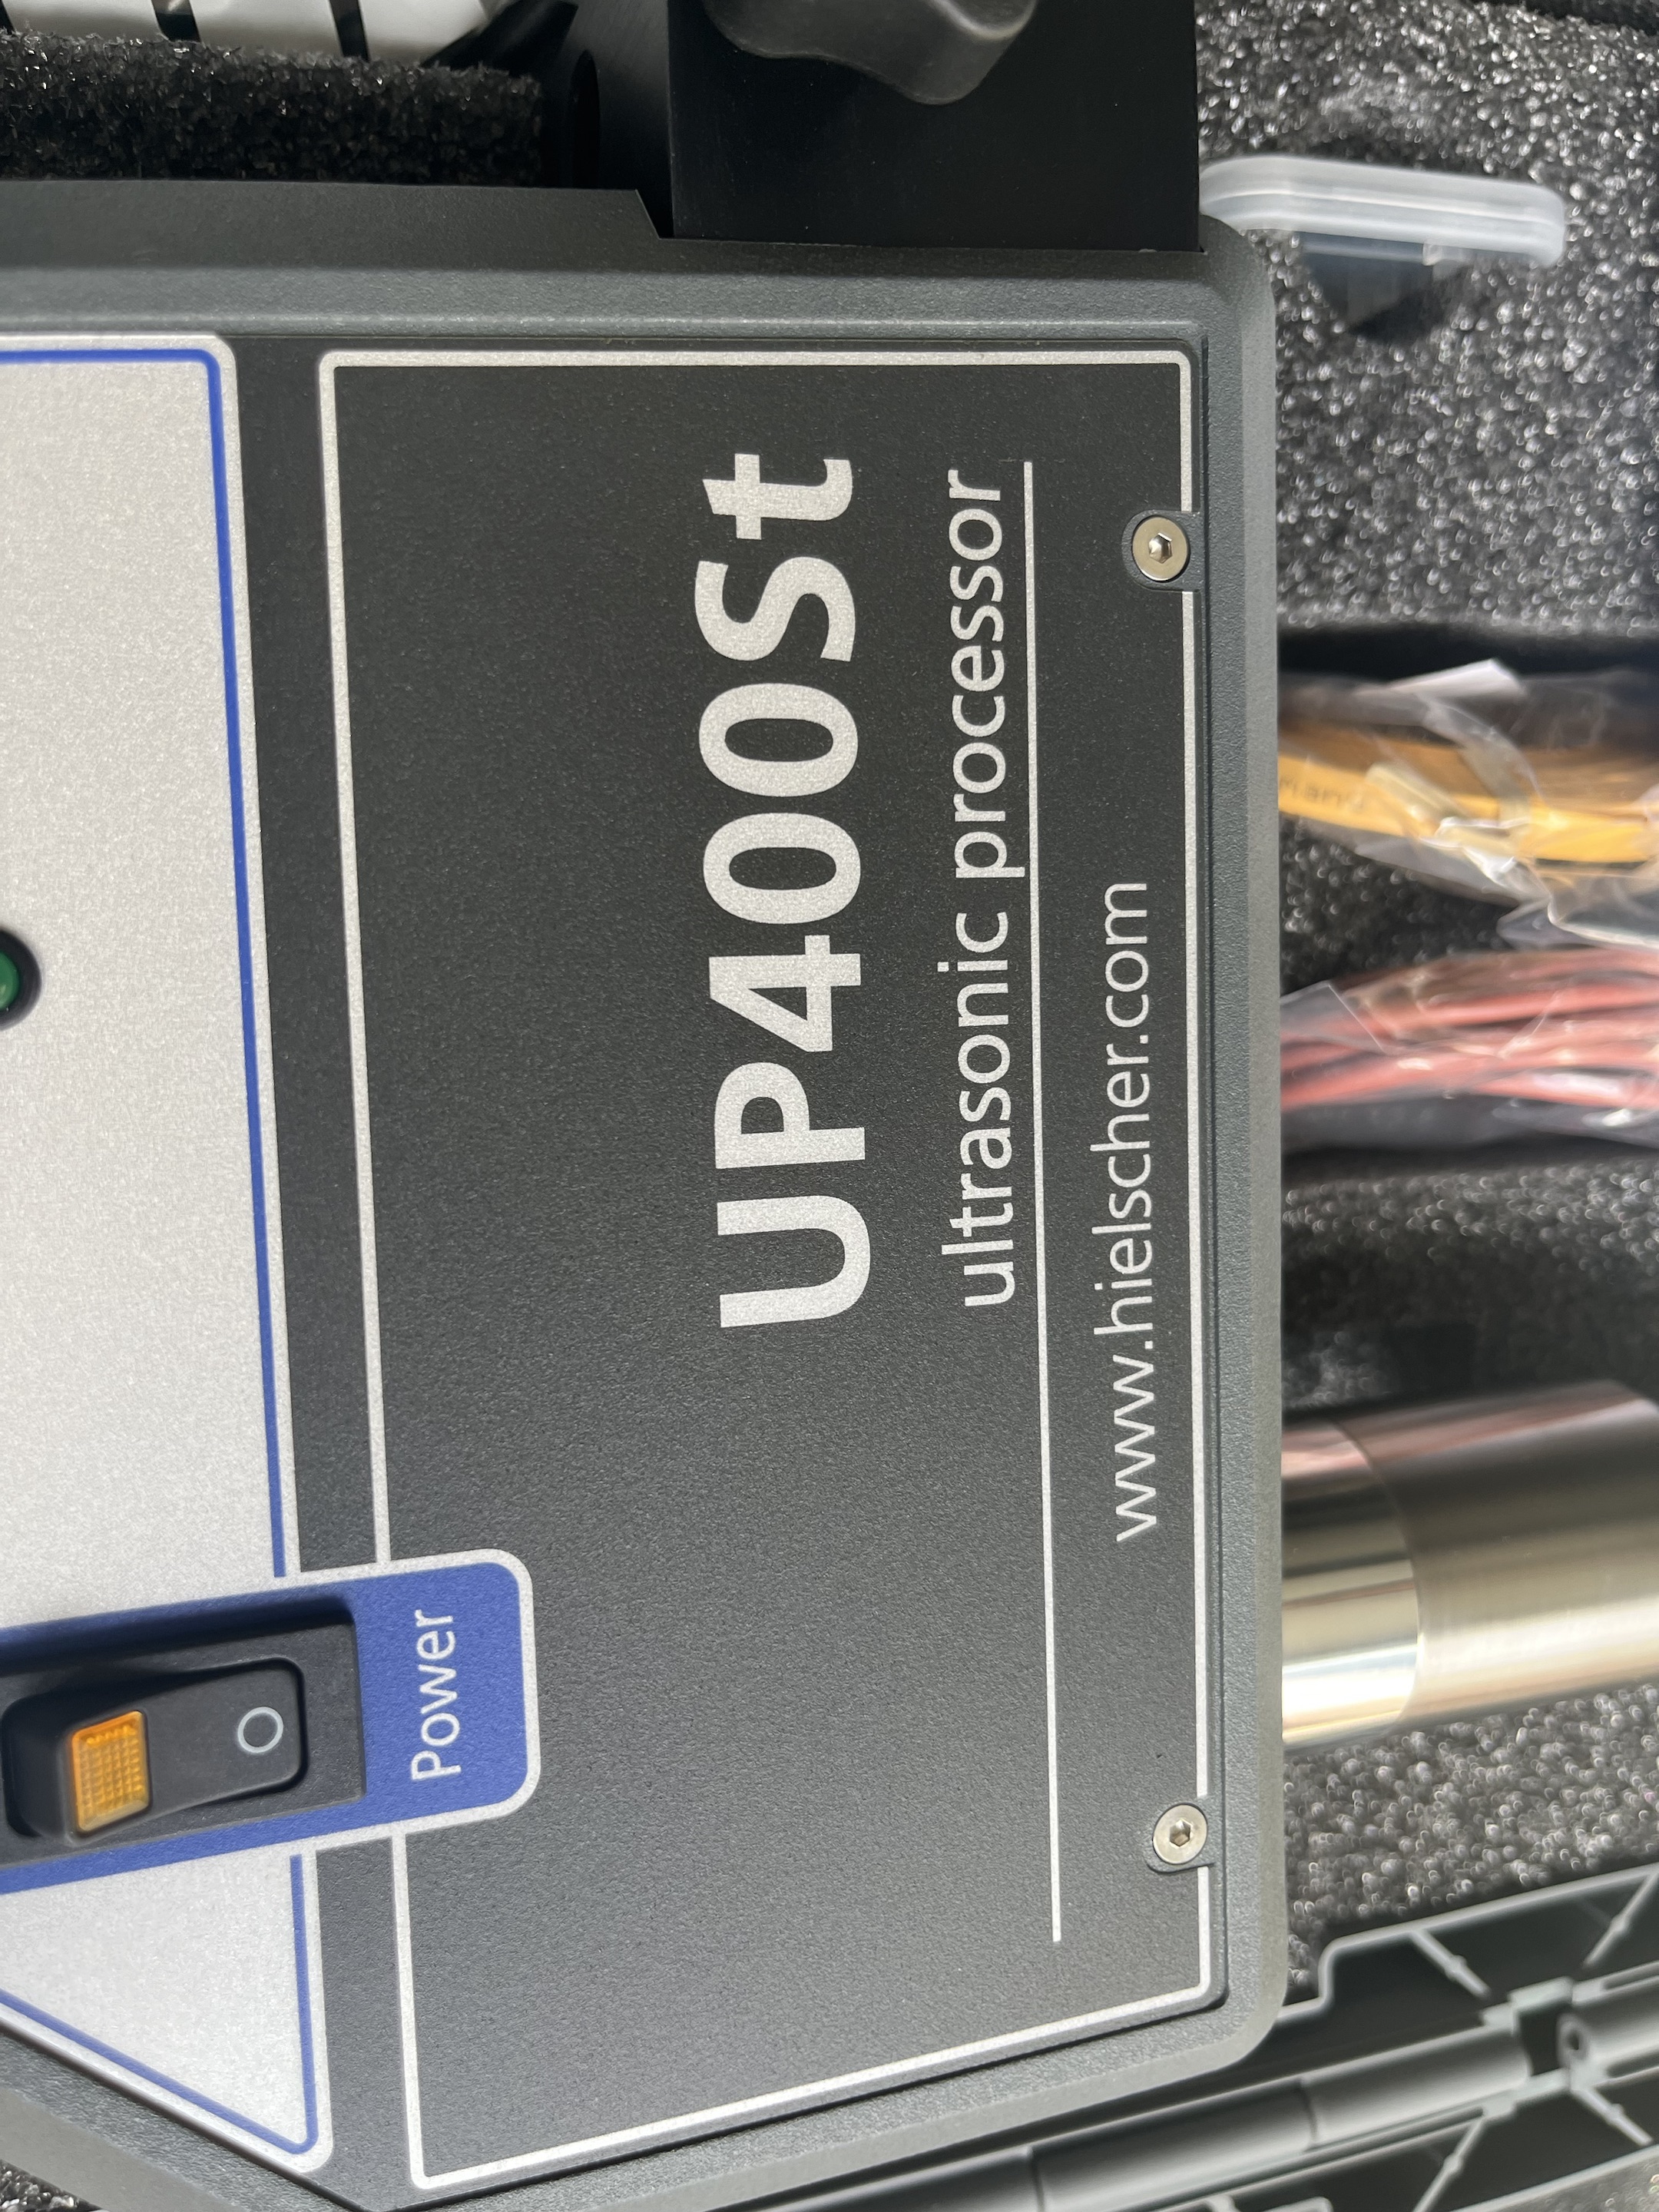 UP400St
ultrasonic processor
www.hielscher.com
Power
O